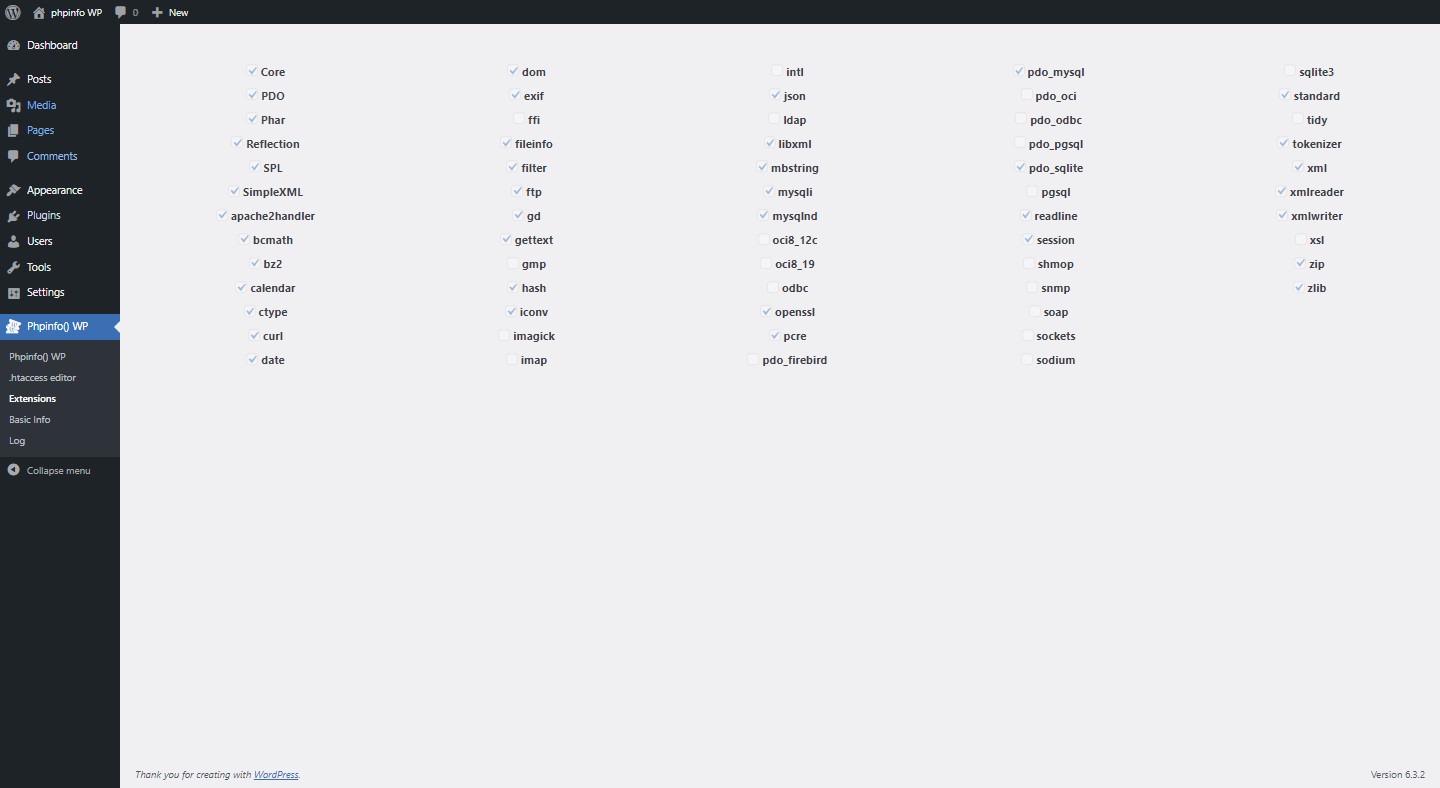 phpinfo WP 0 New
Dashboard
Posts
Media
Pages
Comments
Appearance
Plugins
Users
Tools
Settings
Phpinfo() WP
Phpinfo() WP
.htaccess editor
Extensions
Basic Info
Log
Collapse menu
Core dom intl pdo_mysql sqlite3
PDO exif json pdo_oci standard
Phar ffi ldap pdo_odbc tidy
Reflection fileinfo libxml pdo_pgsql tokenizer
SPL filter mbstring pdo_sqlite xml
SimpleXML ftp mysqli pgsql xmlreader
apache2handler gd mysqlnd readline xmlwriter
bcmath gettext oci8_12c session xsl
bz2 gmp oci8_19 shmop zip
calendar hash odbc snmp zlib
ctype iconv openssl soap
curl imagick pcre sockets
date imap pdo_firebird sodium
Thank you for creating with WordPress. Version 6.3.2